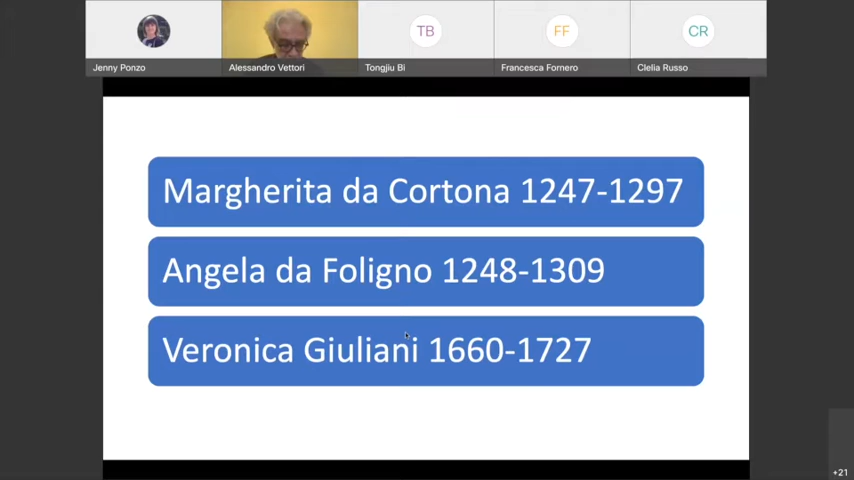 TB
FF
CR
Jenny Ponzo
Alessandro Vettori
Tongjiu Bi
Francesca Fornero
Clelia Russo
Margherita da Cortona 1247-1297
Angela da Foligno 1248-1309
Veronica Giuliani 1660-1727
+21